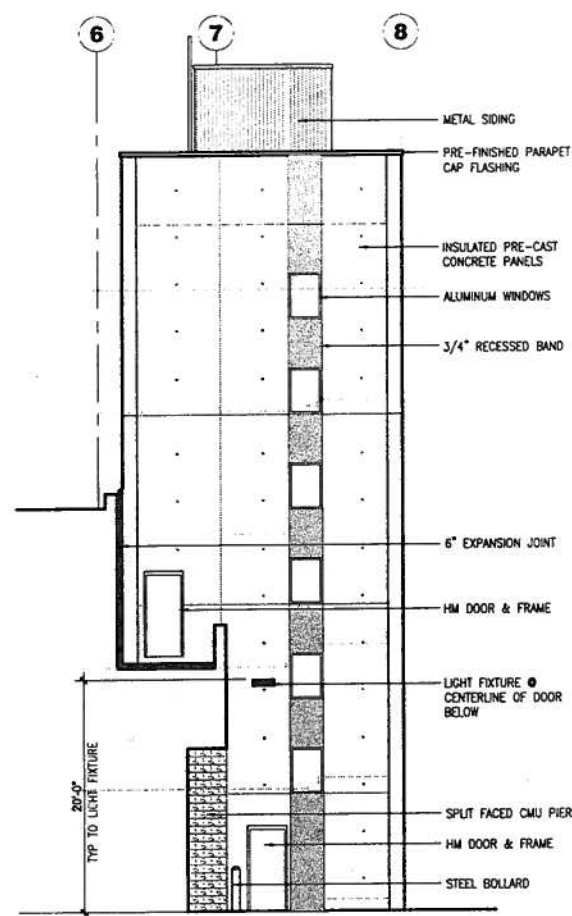 6
7
8
METAL SIDING
PRE-FINISHED PARAPET
CAP FLASHING
INSULATED PRE-CAST
CONCRETE PANELS
ALUMINUM WINDOWS
3/4" RECESSED BAND
6" EXPANSION JOINT
HM DOOR & FRAME
LIGHT FIXTURE @
CENTERLINE OF DOOR
BELOW
20'-0"
TYP TO LIGHT FIXTURE
SPLIT FACED CMU PIER
HM DOOR & FRAME
STEEL BOLLARD